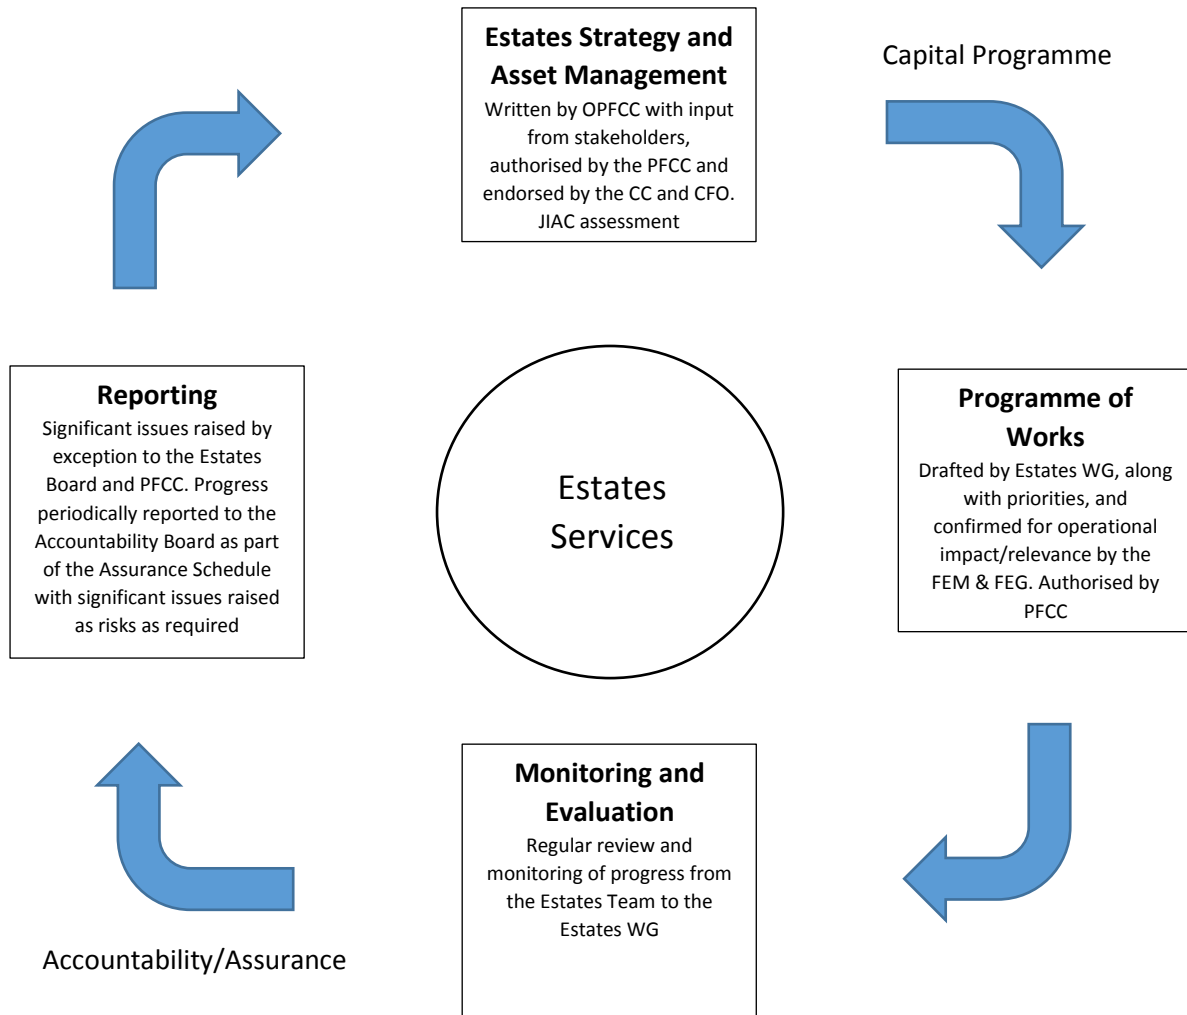 Estates Strategy and
Asset Management
Written by OPFCC with input
from stakeholders,
authorised by the PFCC and
endorsed by the CC and CFO.
JIAC assessment
Capital Programme
Reporting
Significant issues raised by
exception to the Estates
Board and PFCC. Progress
periodically reported to the
Accountability Board as part
of the Assurance Schedule
with significant issues raised
as risks as required
Estates
Services
Programme of
Works
Drafted by Estates WG, along
with priorities, and
confirmed for operational
impact/relevance by the
FEM & FEG. Authorised by
PFCC
Monitoring and
Evaluation
Regular review and
monitoring of progress from
the Estates Team to the
Estates WG
Accountability/Assurance